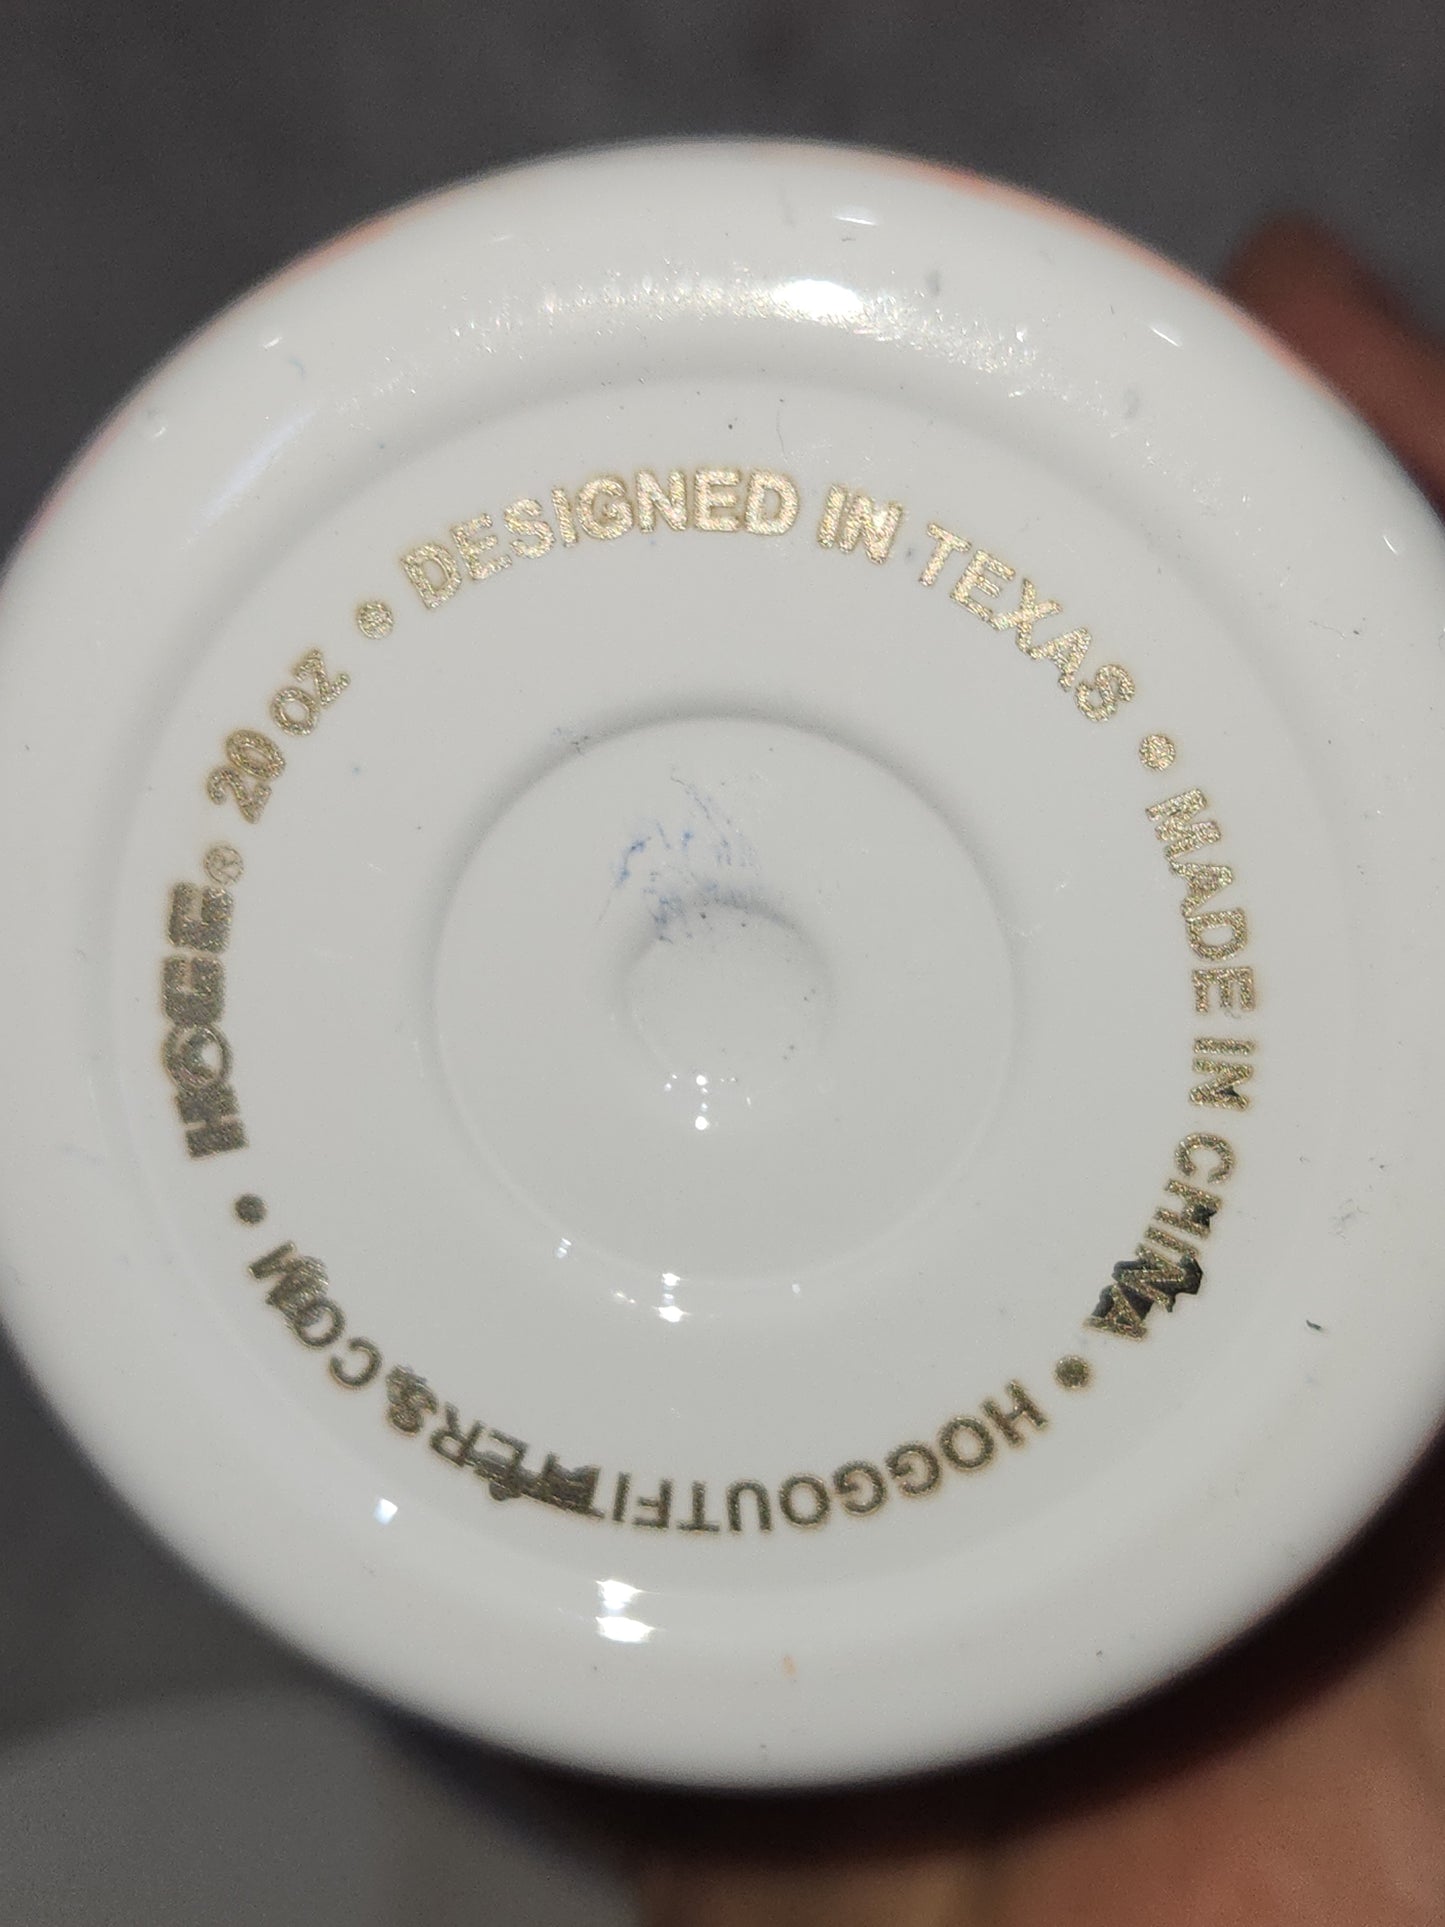 HOGG® 20 OZ • DESIGNED IN TEXAS • MADE IN CHINA • HOGGOUTFITTERS.COM •